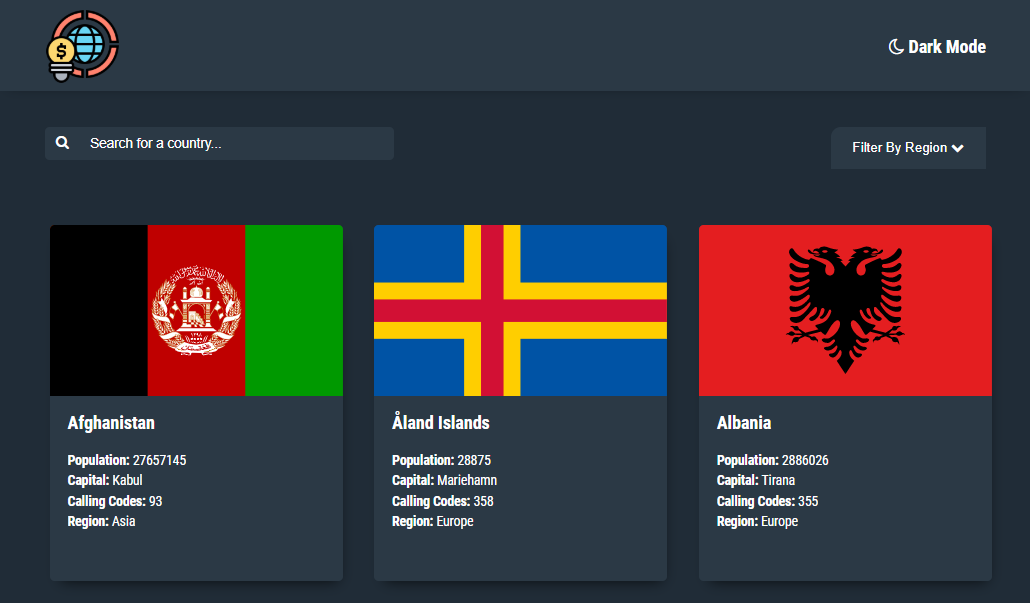 $
Dark Mode
Search for a country...
Filter By Region
Afghanistan
Population: 27657145
Capital: Kabul
Calling Codes: 93
Region: Asia
Åland Islands
Population: 28875
Capital: Mariehamn
Calling Codes: 358
Region: Europe
Albania
Population: 2886026
Capital: Tirana
Calling Codes: 355
Region: Europe